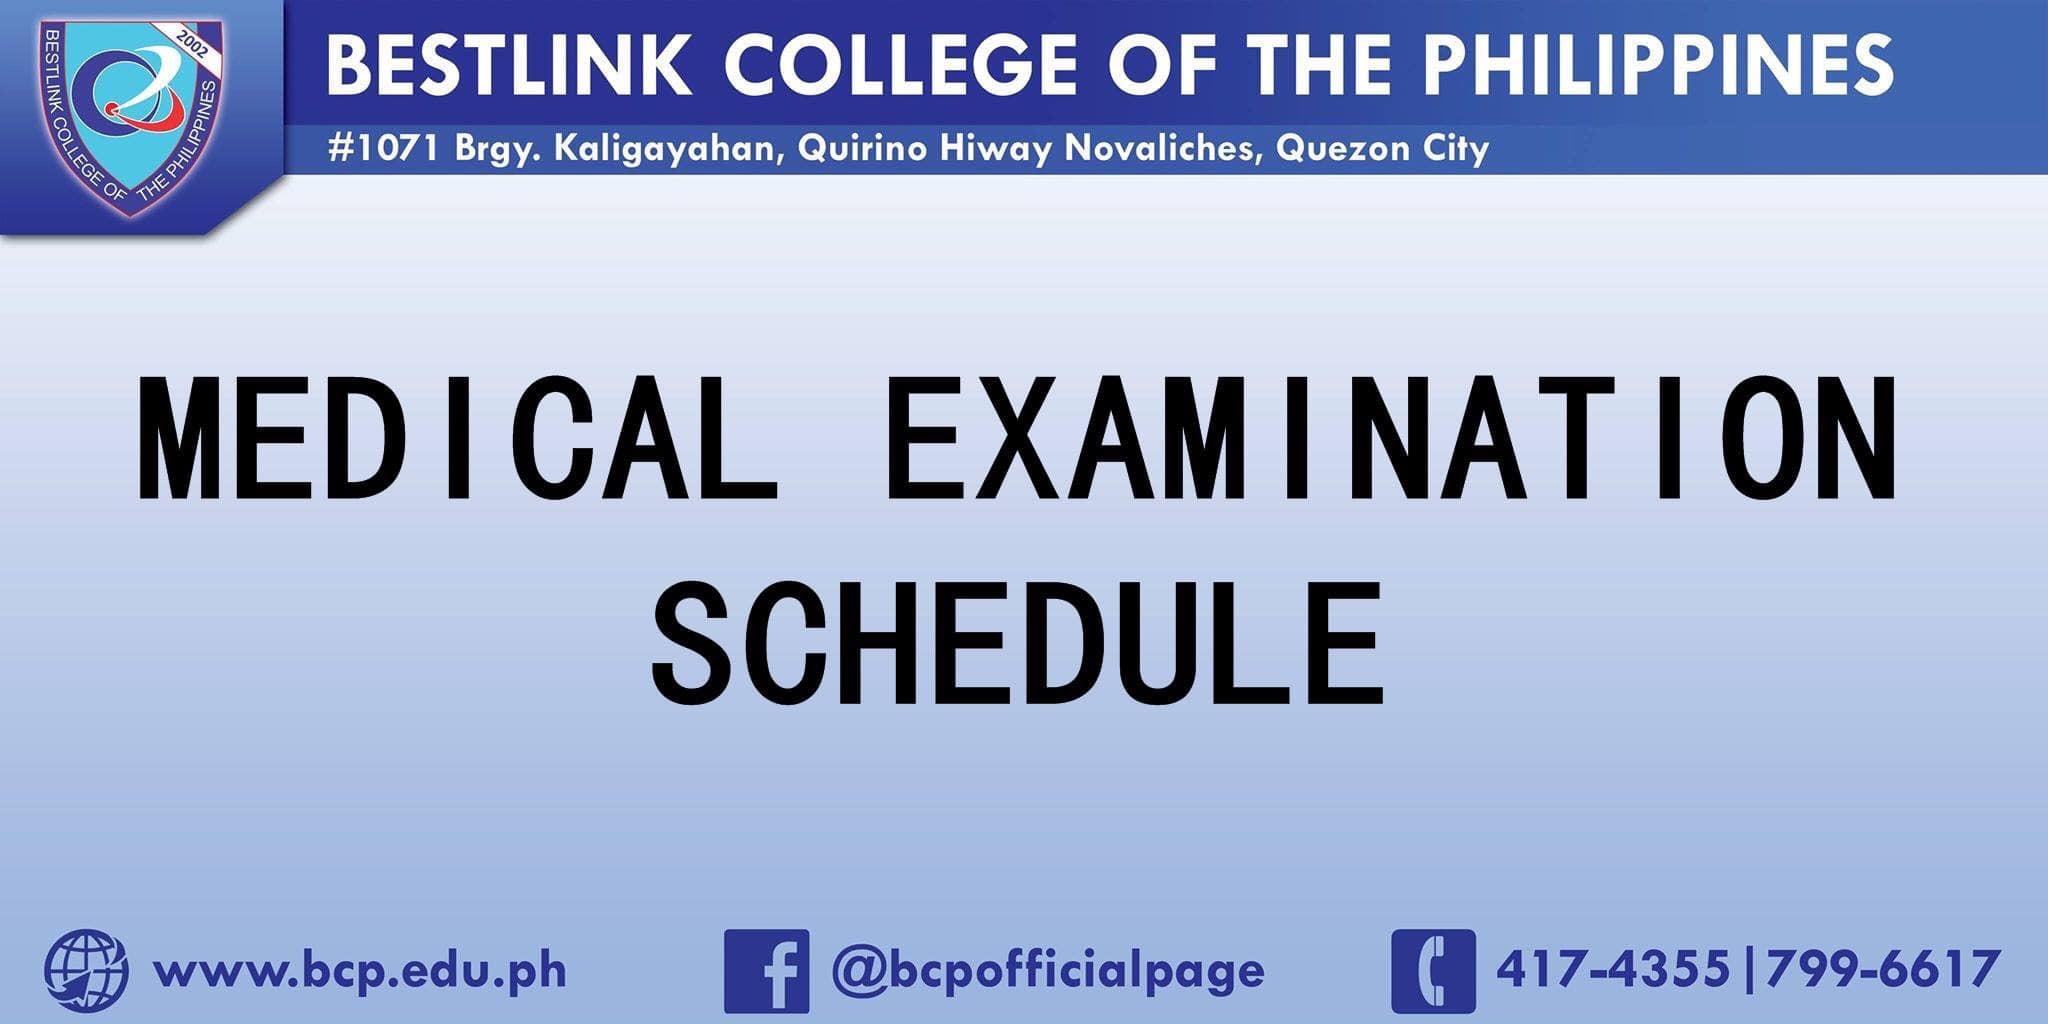 BESTLINK COLLEGE OF THE PHILIPPINES
#1071 Brgy. Kaligayahan, Quirino Hiway Novaliches, Quezon City
2002
BESTLINK COLLEGE OF THE PHILIPPINES
MEDICAL EXAMINATION
SCHEDULE
www.bcp.edu.ph
@bcpofficialpage
417-4355|799-6617